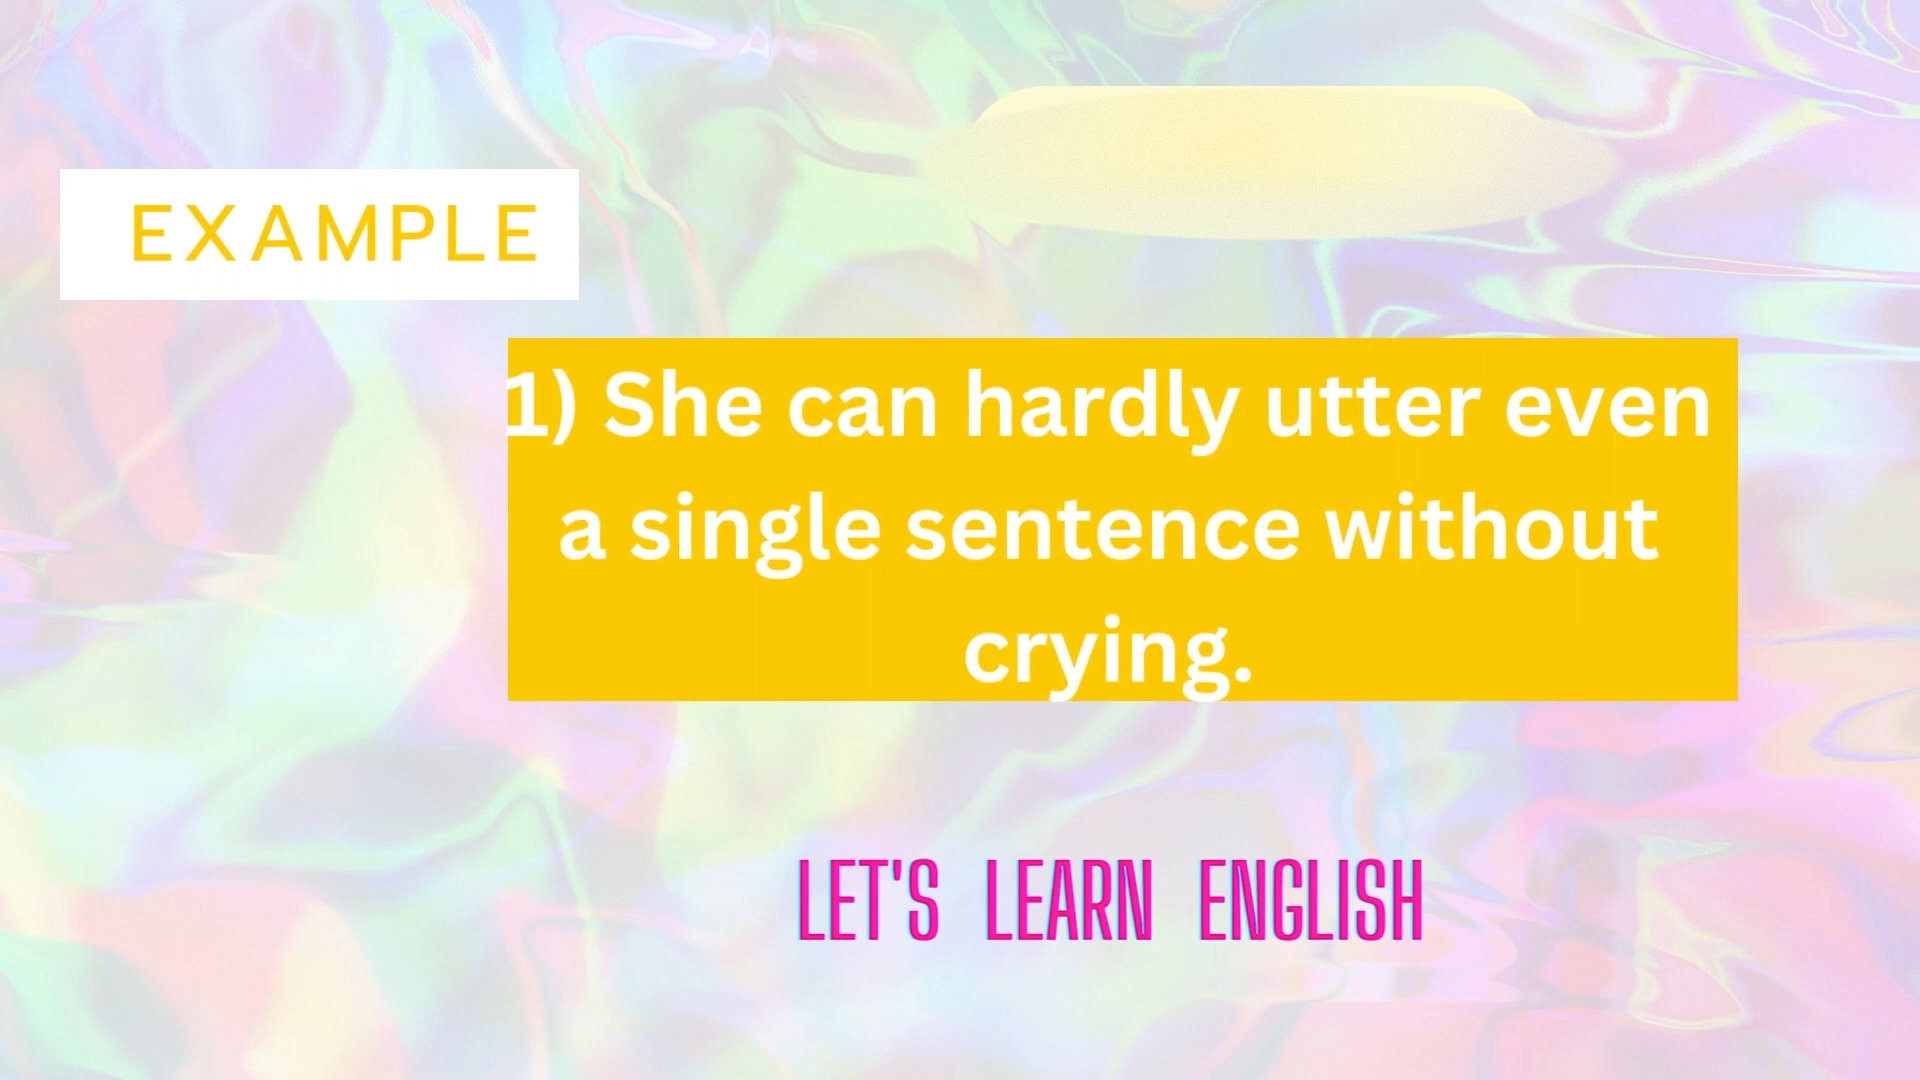 EXAMPLE
1) She can hardly utter even
a single sentence without
crying.
LET'S LEARN ENGLISH